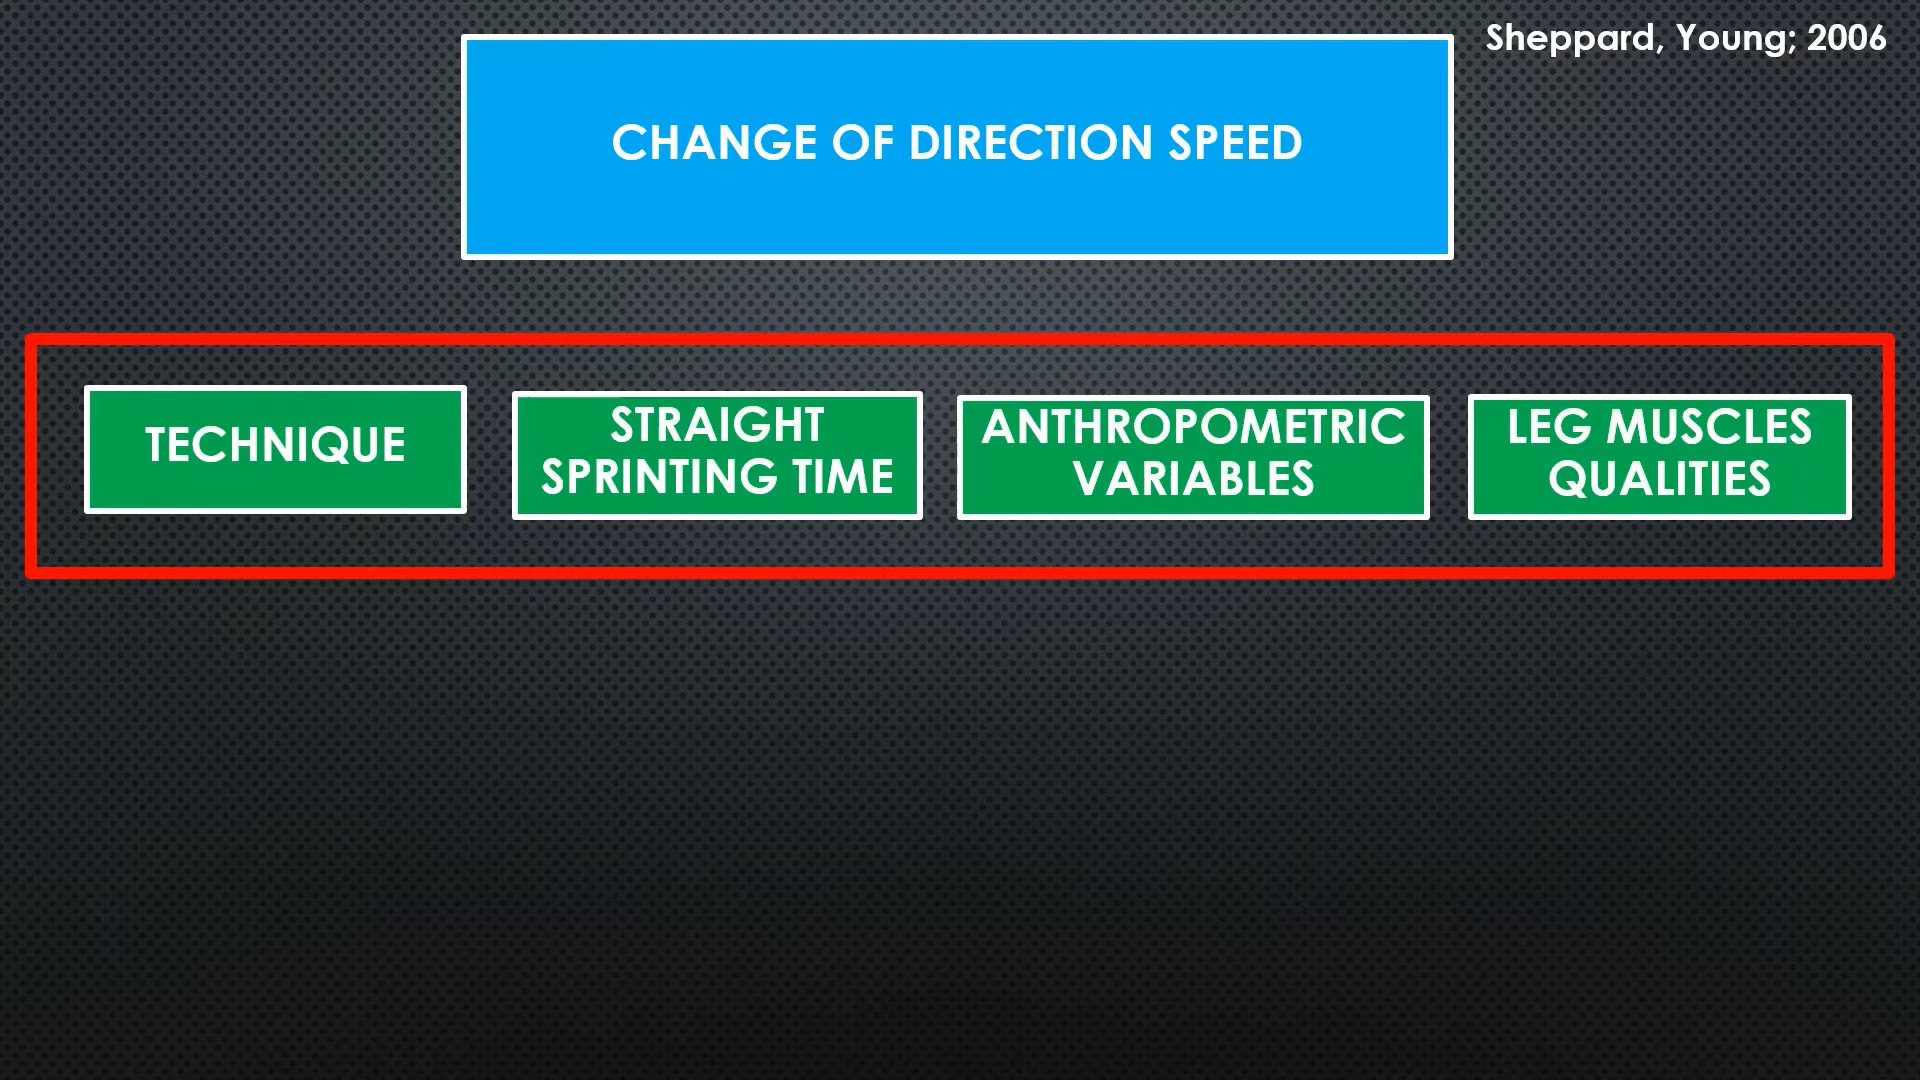 Sheppard, Young; 2006
CHANGE OF DIRECTION SPEED
TECHNIQUE
STRAIGHT
SPRINTING TIME
ANTHROPOMETRIC
VARIABLES
LEG MUSCLES
QUALITIES